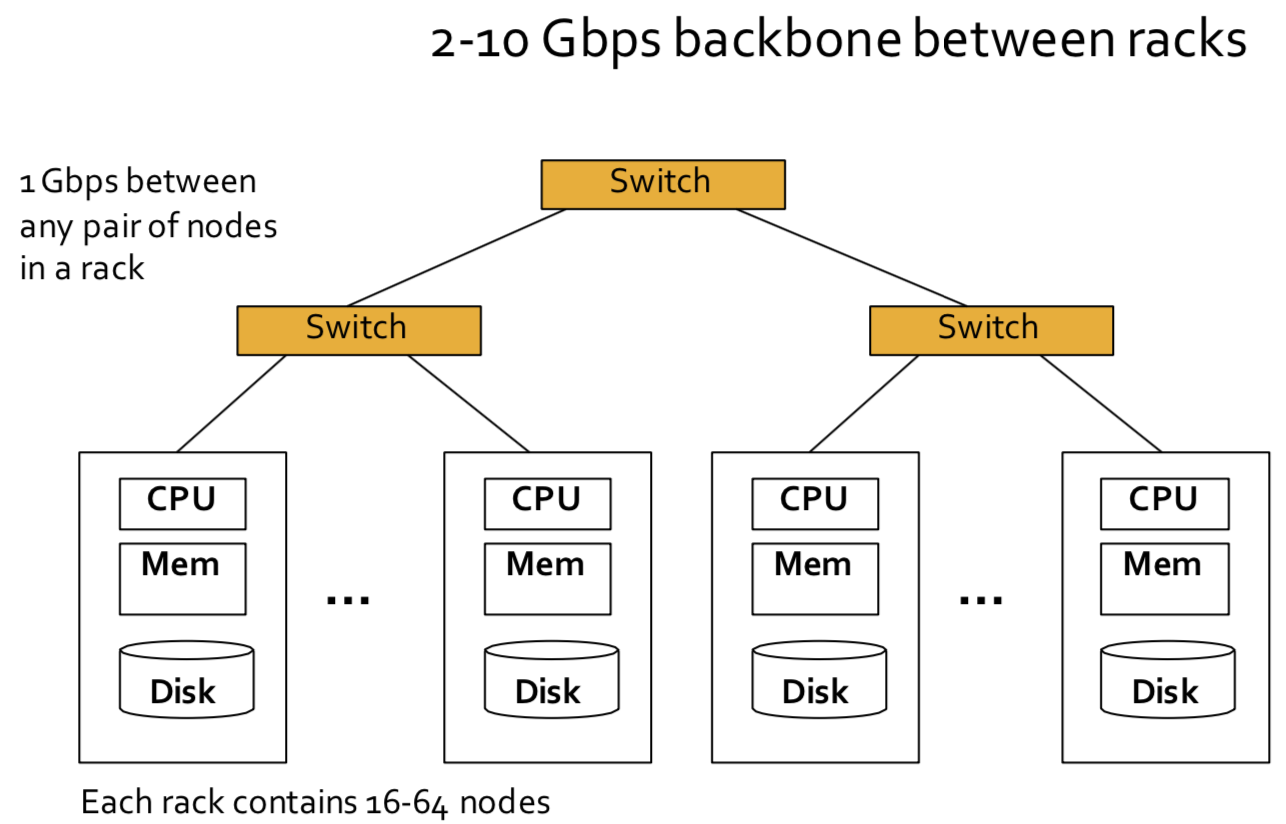 2-10 Gbps backbone between racks
1 Gbps between
any pair of nodes
in a rack
Switch
Switch
Switch
CPU
Mem
Disk
...
CPU
Mem
Disk
CPU
Mem
Disk
...
CPU
Mem
Disk
Each rack contains 16-64 nodes